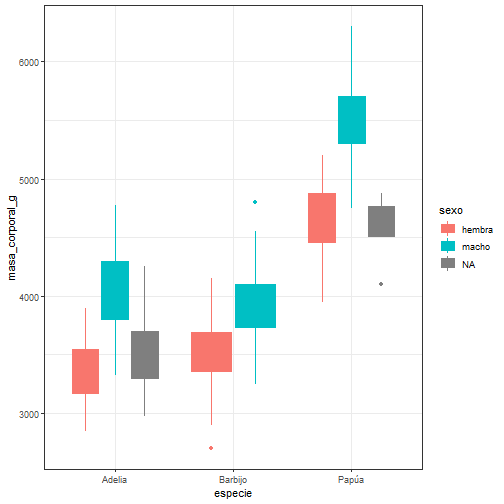 6000
5000
4000
3000
masa_corporal_g
Adelia
Barbijo
Papúa
especie
sexo
hembra
macho
NA